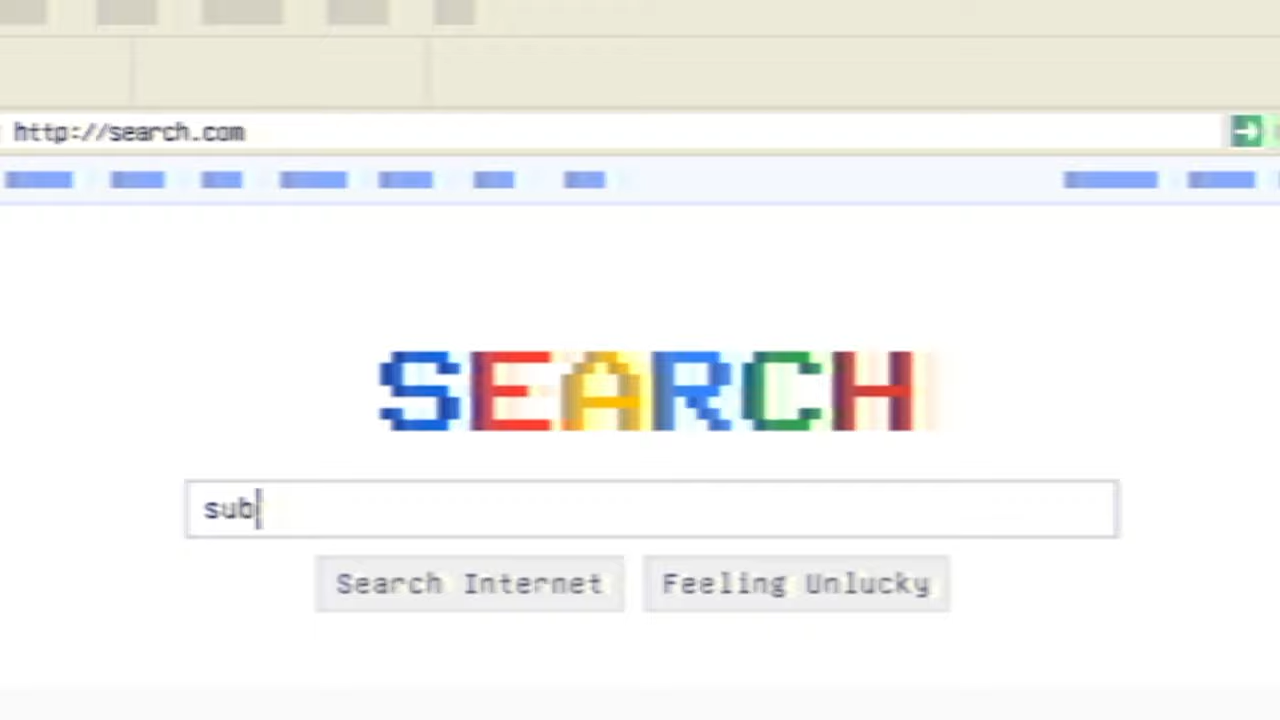 http://search.com
SEARCH
sub
Search Internet
Feeling Unlucky